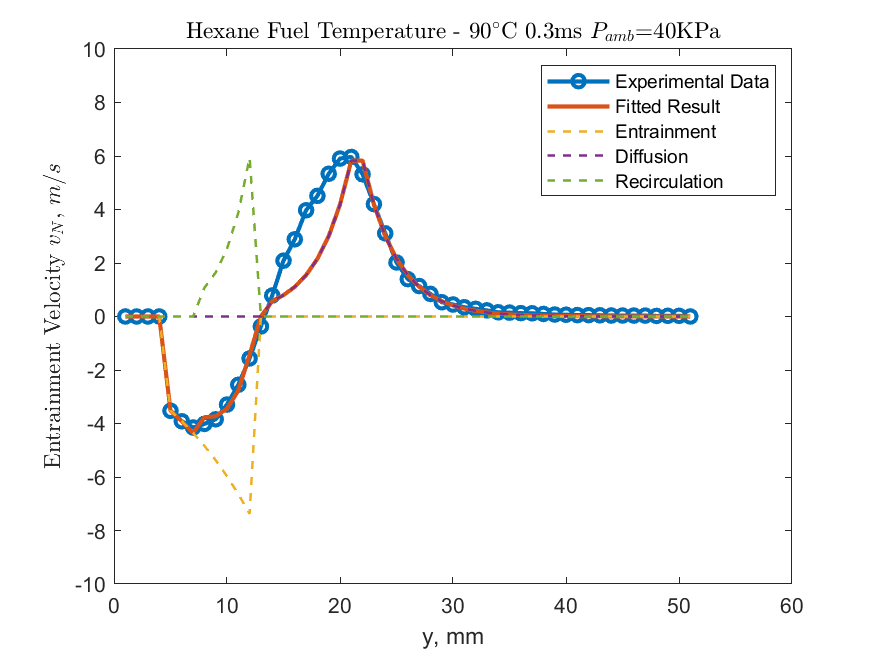 Hexane Fuel Temperature - 90°C 0.3ms P_amb=40KPa
Entrainment Velocity v_N, m/s
10
8
6
4
2
0
-2
-4
-6
-8
-10
Experimental Data
Fitted Result
Entrainment
Diffusion
Recirculation
0 10 20 30 40 50 60
y, mm